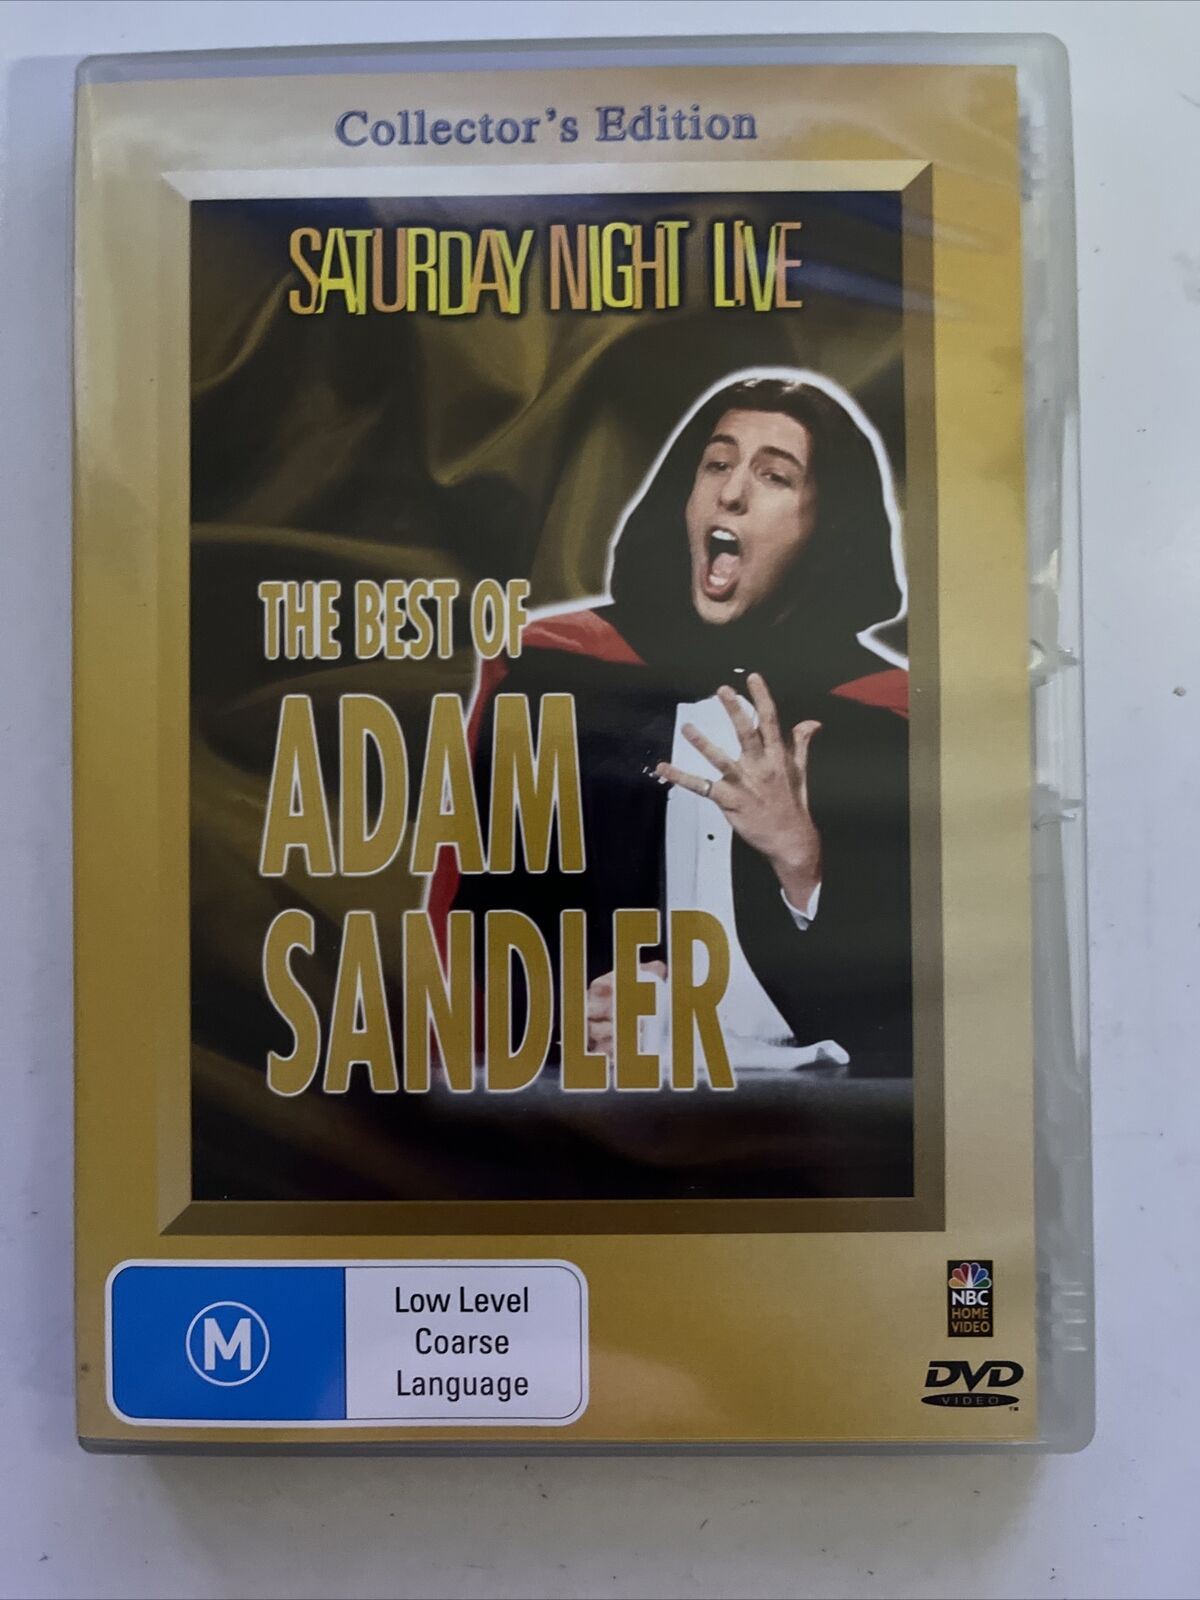 Collector's Edition
SATURDAY NIGHT LIVE
THE BEST OF
ADAM
SANDLER
M
Low Level
Coarse
Language
NBC
HOME
VIDEO
DVD
VIDEO
TM